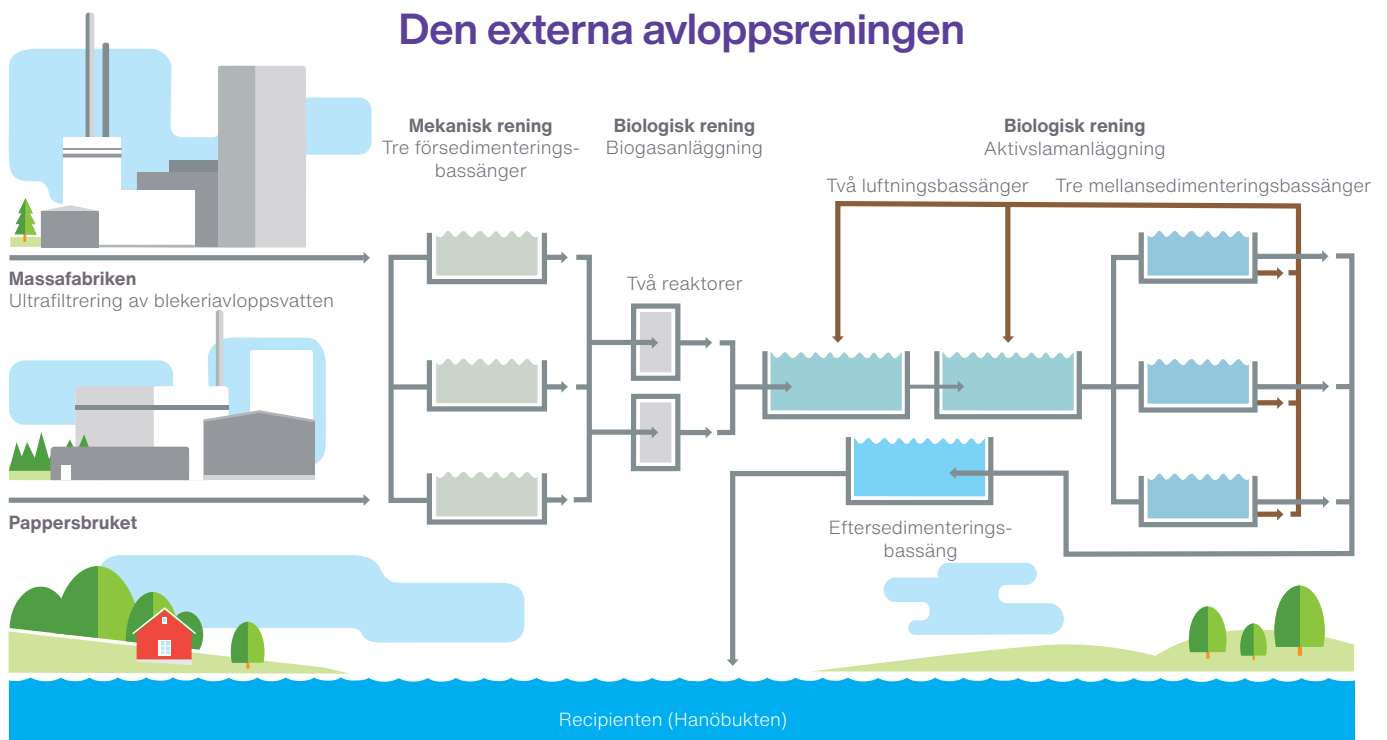 Den externa avloppsreningen
Mekanisk rening
Tre försedimenterings-
bassänger
Biologisk rening
Biogasanläggning
Biologisk rening
Aktivslamanläggning
Två luftningsbassänger
Tre mellansedimenteringsbassänger
Massafabriken
Ultrafiltrering av blekeriavloppsvatten
Två reaktorer
Pappersbruket
Eftersedimenterings-
bassäng
Recipienten (Hanöbukten)